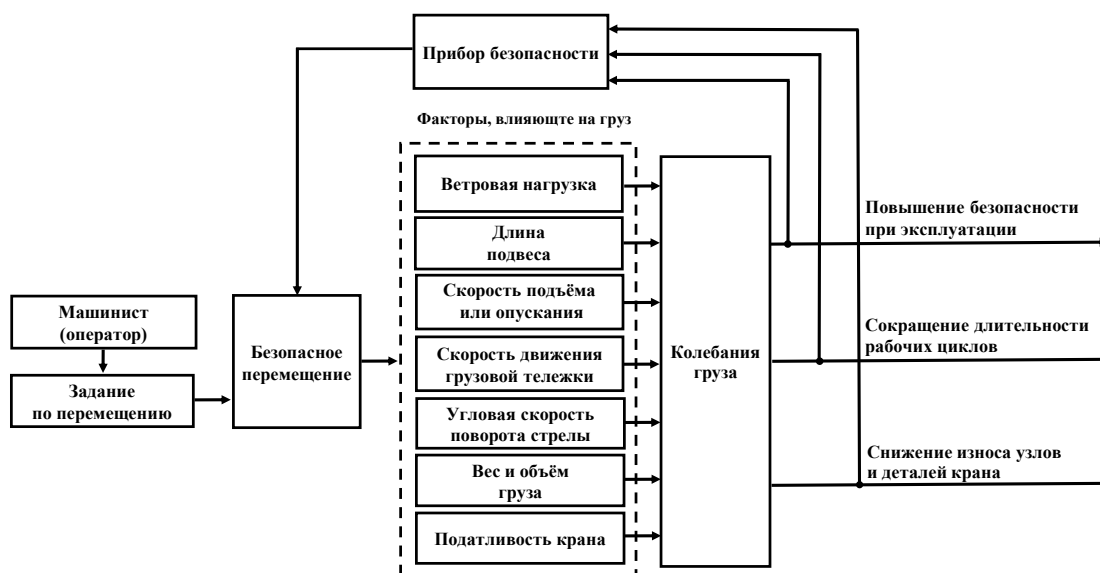 Прибор безопасности
Факторы, влияющте на груз
Ветровая нагрузка
Длина
подвеса
Скорость подъёма
или опускания
Скорость движения
грузовой тележки
Угловая скорость
поворота стрелы
Вес и объём
груза
Податливость крана
Машинист
(оператор)
Задание
по перемещению
Безопасное
перемещение
Колебания
груза
Повышение безопасности
при эксплуатации
Сокращение длительности
рабочих циклов
Снижение износа узлов
и деталей крана